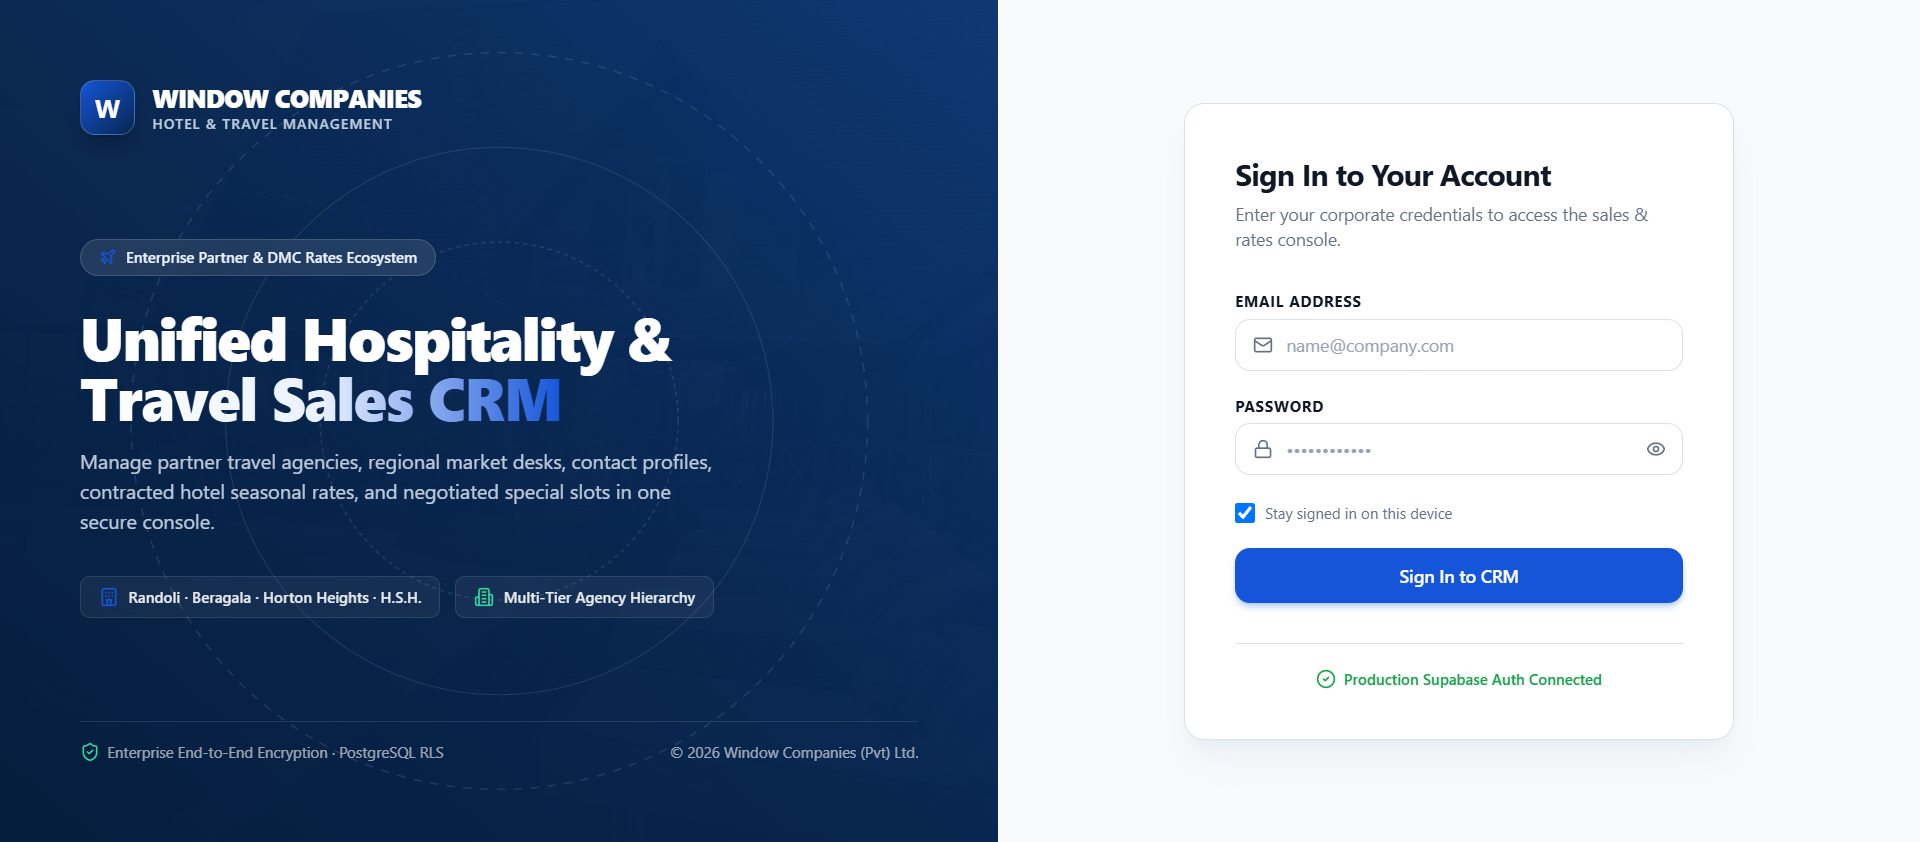 W
WINDOW COMPANIES
HOTEL & TRAVEL MANAGEMENT
Enterprise Partner & DMC Rates Ecosystem
Unified Hospitality &
Travel Sales CRM
Manage partner travel agencies, regional market desks, contact profiles,
contracted hotel seasonal rates, and negotiated special slots in one
secure console.
Randoli · Beragala · Horton Heights · H.S.H.
Multi-Tier Agency Hierarchy
Enterprise End-to-End Encryption · PostgreSQL RLS
© 2026 Window Companies (Pvt) Ltd.
Sign In to Your Account
Enter your corporate credentials to access the sales &
rates console.
EMAIL ADDRESS
name@company.com
PASSWORD
••••••••••••
Stay signed in on this device
Sign In to CRM
Production Supabase Auth Connected